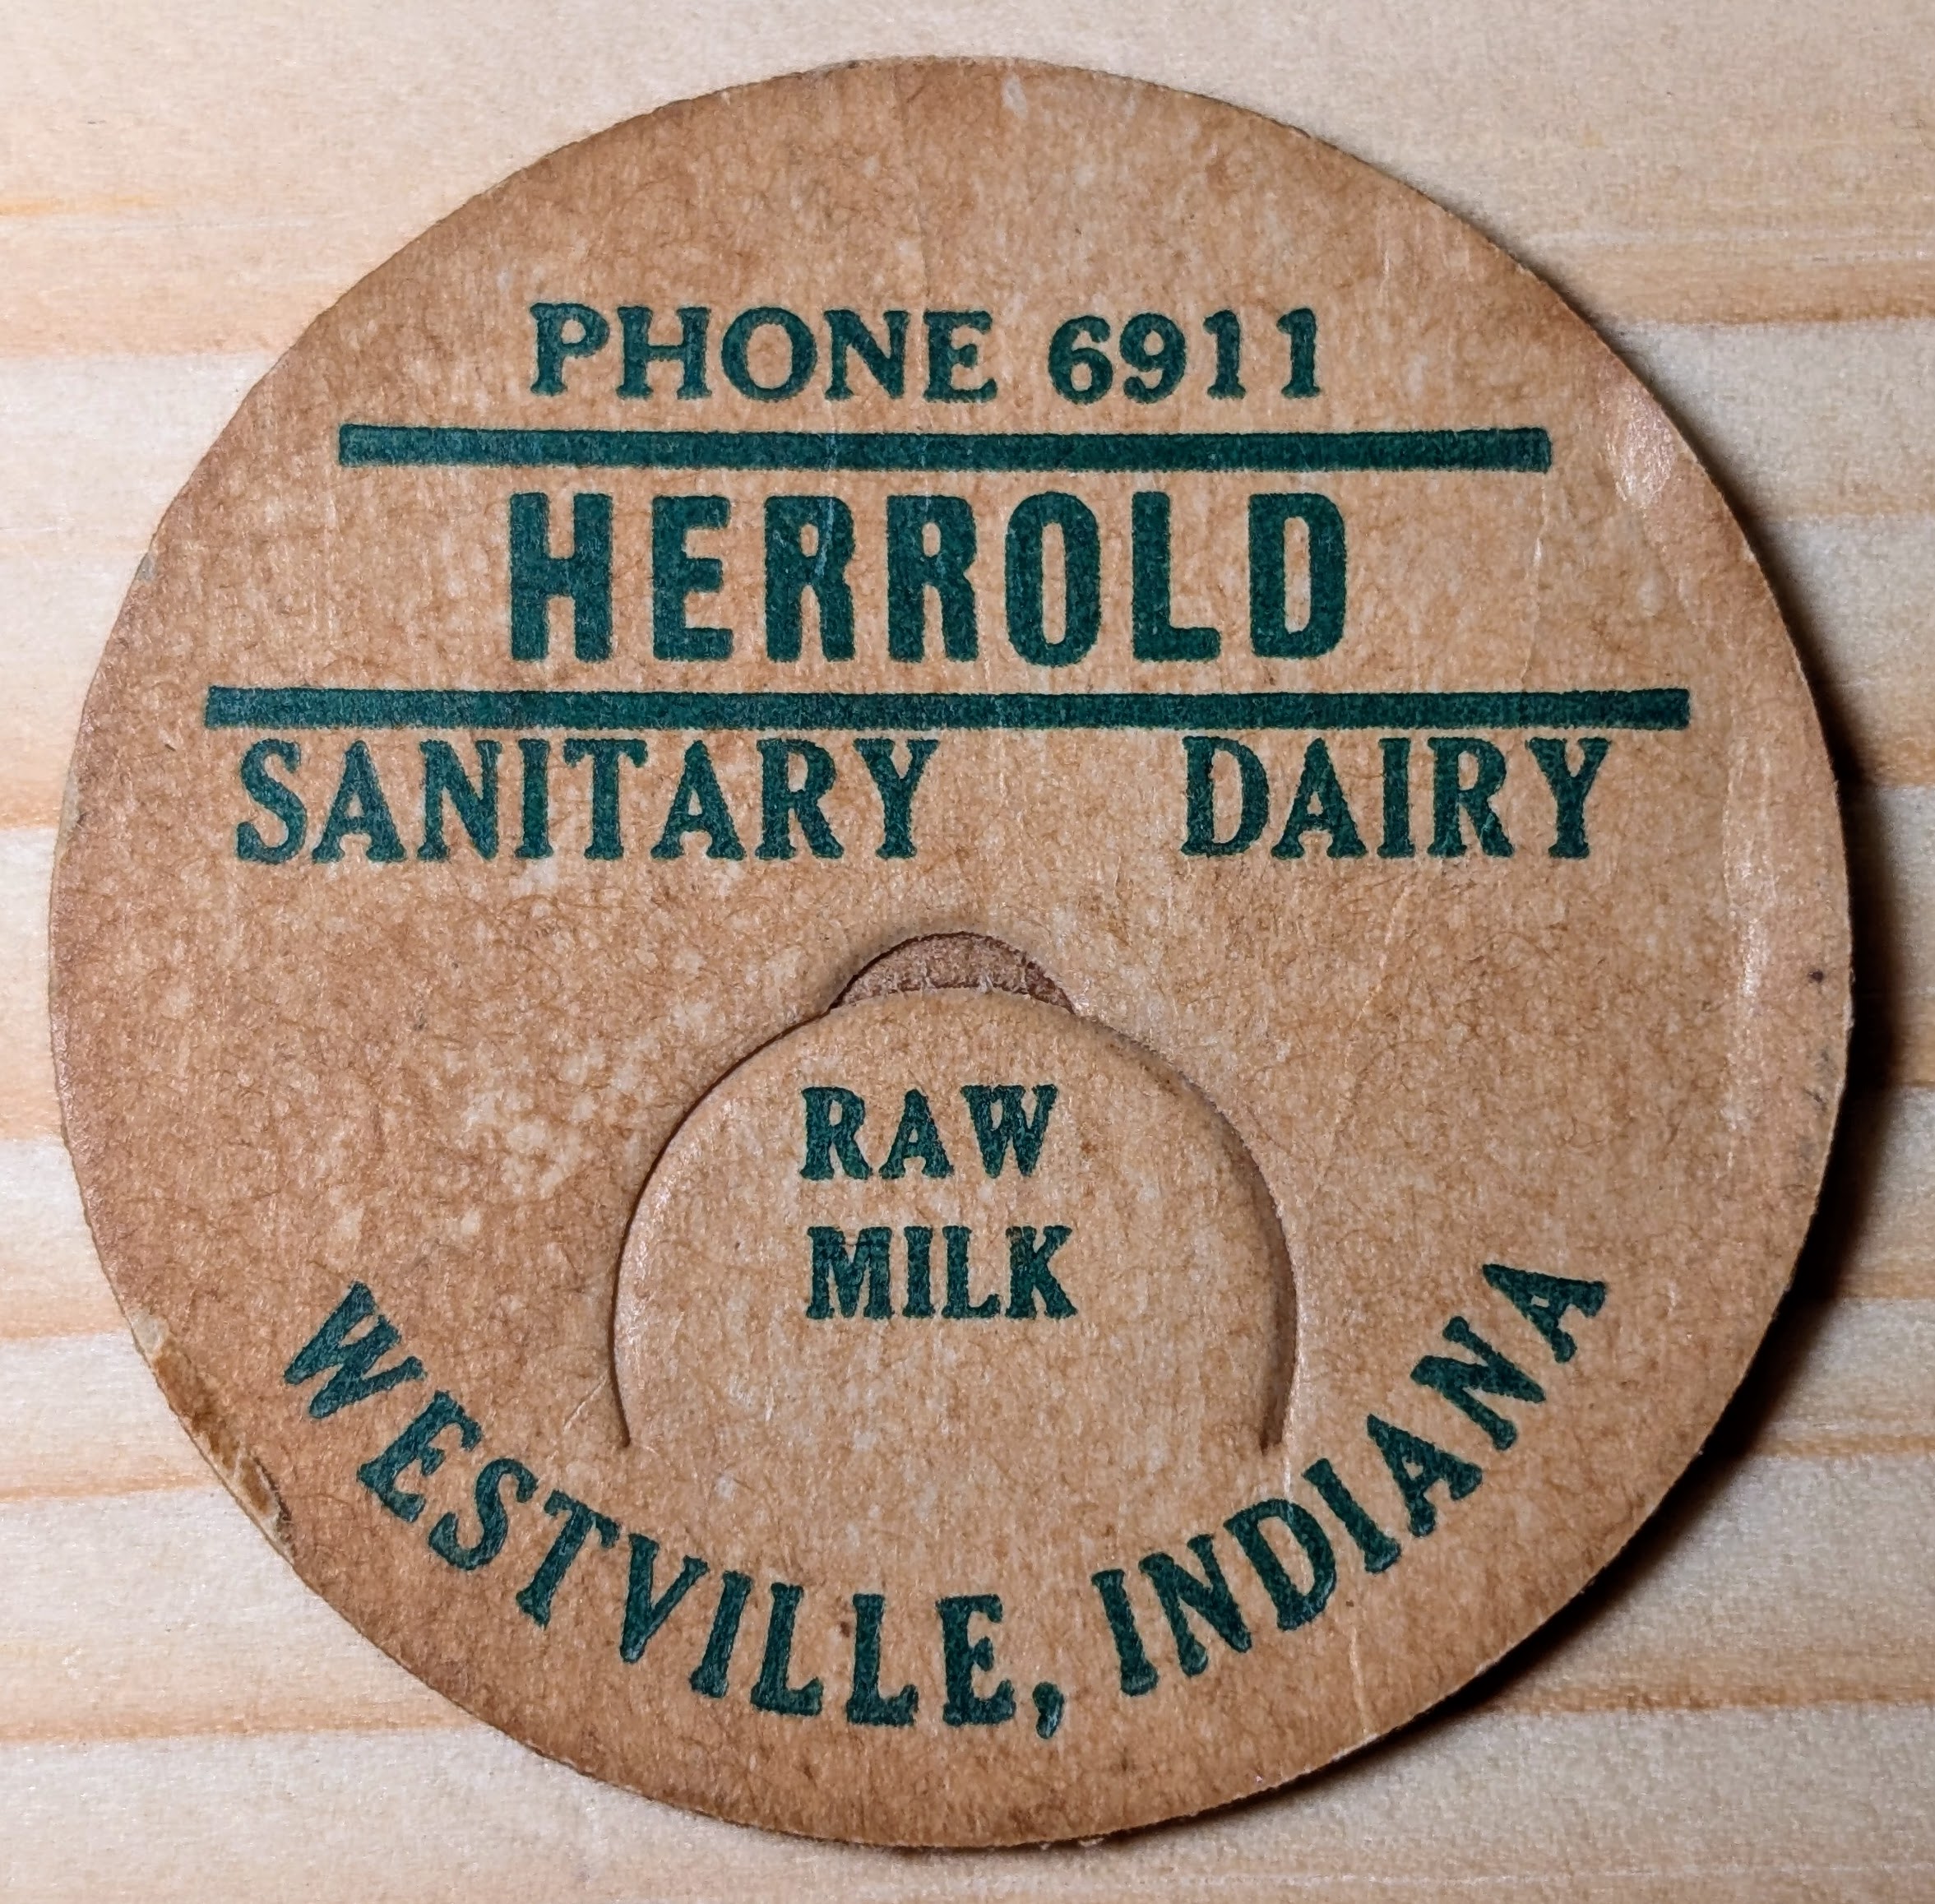 PHONE 6911
HERROLD
SANITARY DAIRY
RAW
MILK
WESTVILLE, INDIANA